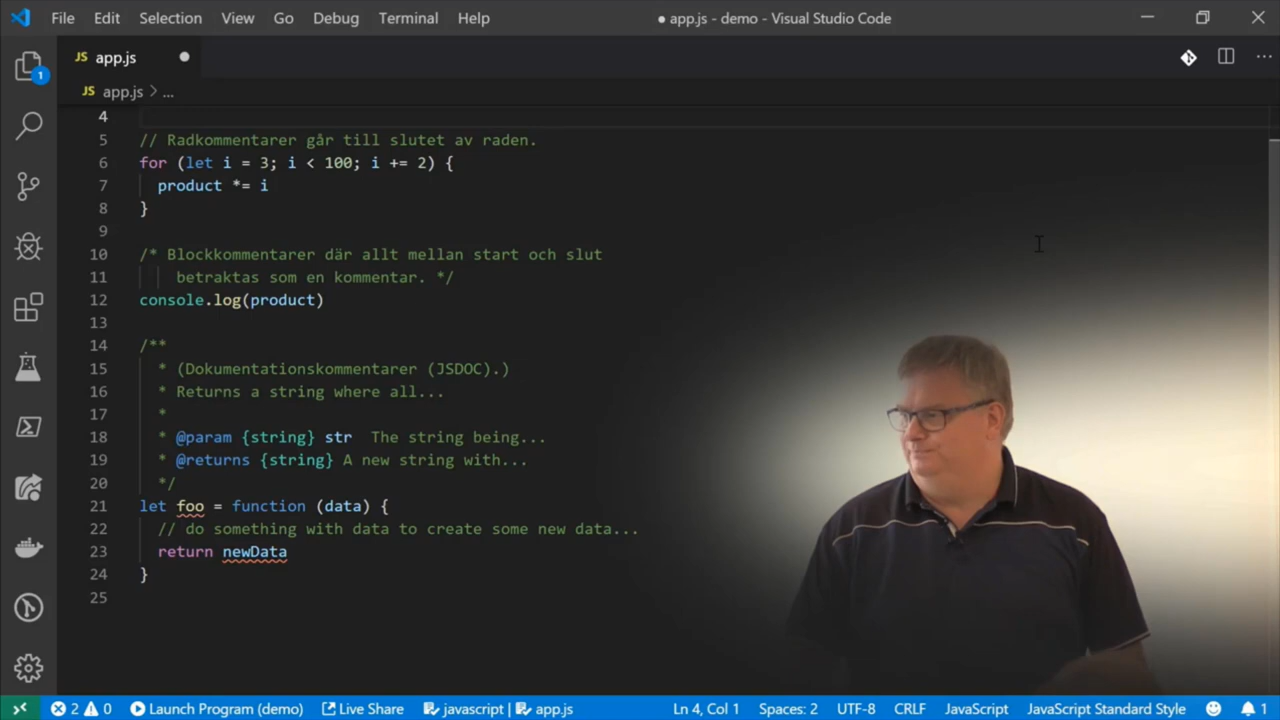 File Edit Selection View Go Debug Terminal Help ● app.js - demo - Visual Studio Code
JS app.js ●
JS app.js > ...
1
4
5 // Radkommentarer går till slutet av raden.
6 for (let i = 3; i < 100; i += 2) {
7 product *= i
8 }
9
10 /* Blockkommentarer där allt mellan start och slut
11 betraktas som en kommentar. */
12 console.log(product)
13
14 /**
15 * (Dokumentationskommentarer (JSDOC).)
16 * Returns a string where all...
17 *
18 * @param {string} str The string being...
19 * @returns {string} A new string with...
20 */
21 let foo = function (data) {
22 // do something with data to create some new data...
23 return newData
24 }
25
2 0 Launch Program (demo) Live Share javascript | app.js Ln 4, Col 1 Spaces: 2 UTF-8 CRLF JavaScript JavaScript Standard Style 1